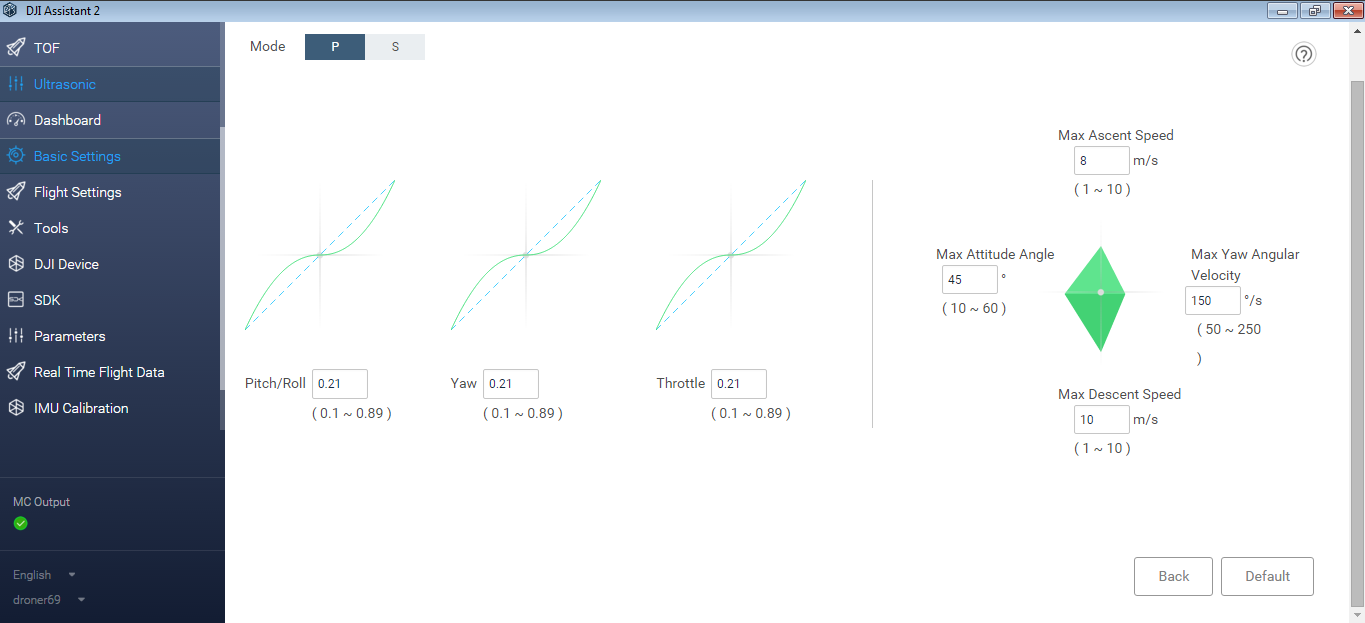 DJI Assistant 2
TOF
Ultrasonic
Dashboard
Basic Settings
Flight Settings
Tools
DJI Device
SDK
Parameters
Real Time Flight Data
IMU Calibration
MC Output
English
droner69
Mode P S
Pitch/Roll 0.21
( 0.1 ~ 0.89 )
Yaw 0.21
( 0.1 ~ 0.89 )
Throttle 0.21
( 0.1 ~ 0.89 )
Max Ascent Speed
8 m/s
( 1 ~ 10 )
Max Attitude Angle
45 °
( 10 ~ 60 )
Max Yaw Angular
Velocity
150 °/s
( 50 ~ 250
)
Max Descent Speed
10 m/s
( 1 ~ 10 )
Back Default